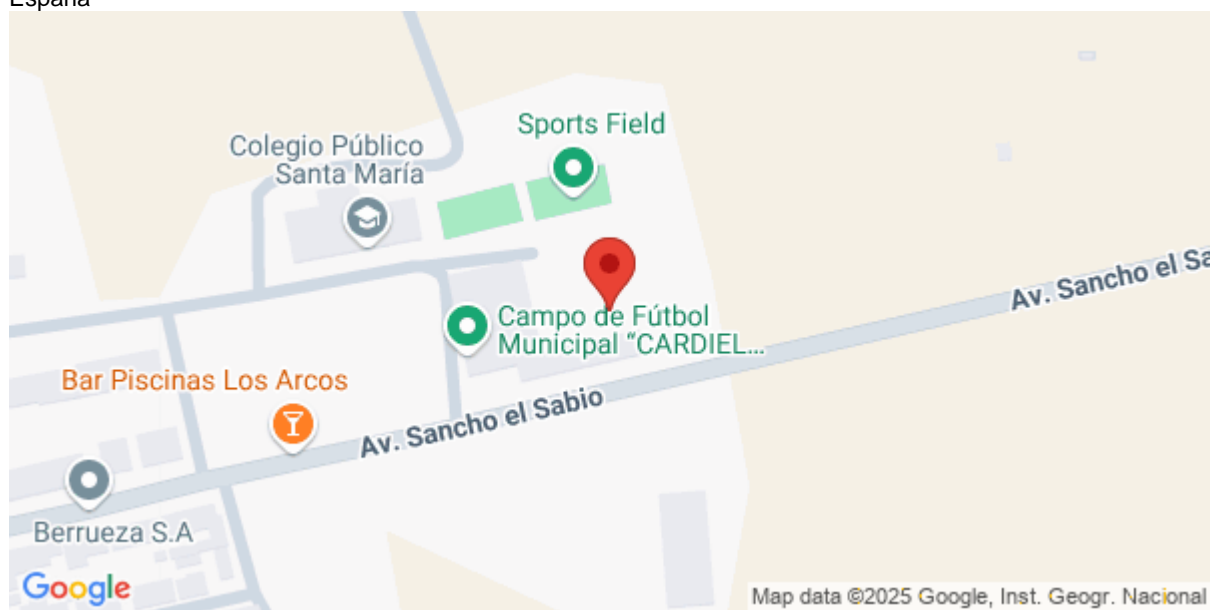 España
Sports Field
Colegio Público
Santa María
Av. Sancho el Sa
Campo de Fútbol
Municipal “CARDIEL...
Bar Piscinas Los Arcos
Av. Sancho el Sabio
Berrueza S.A
Google
Map data ©2025 Google, Inst. Geogr. Nacional